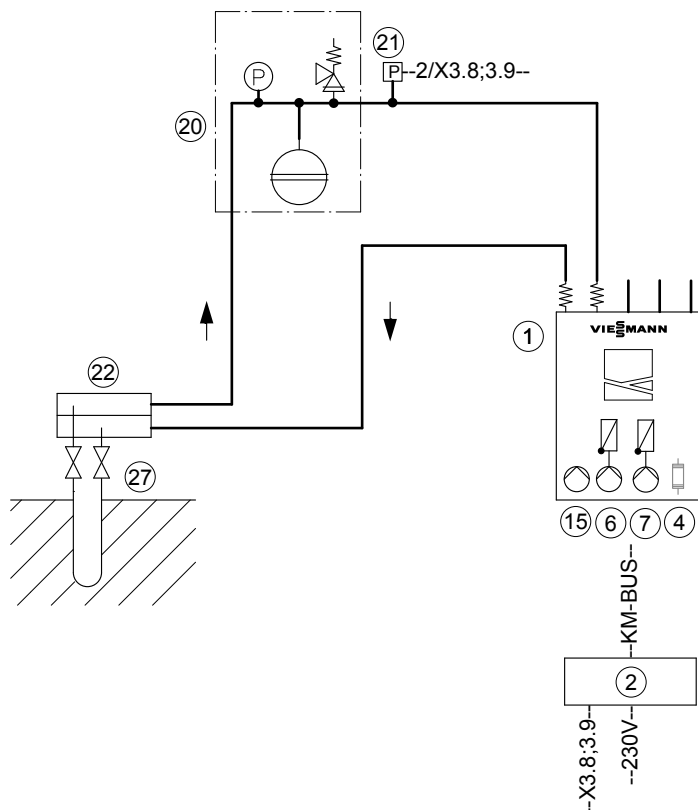 21
P
P--2/X3.8;3.9--
20
1
VIESSMANN
22
27
15 6 7 4
--KM-BUS---
2
--X3.8;3.9--
--230V---